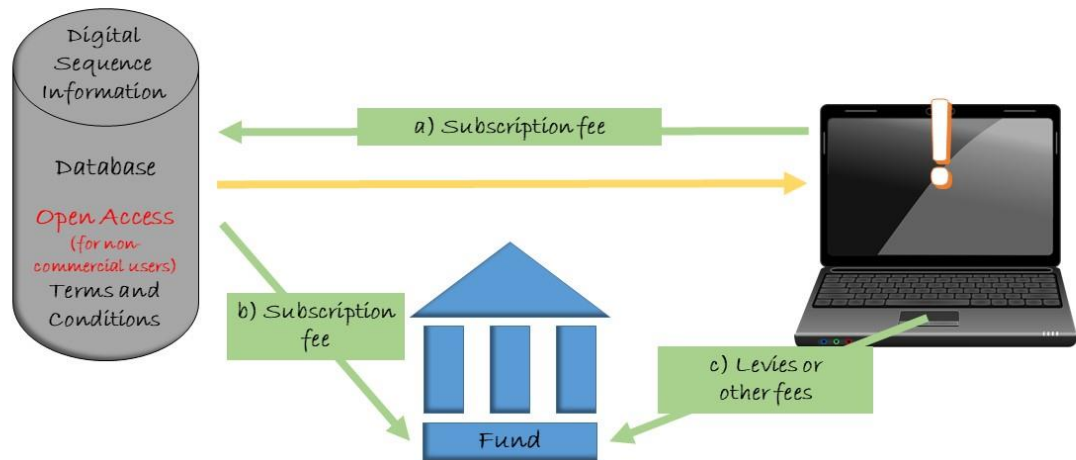 Digital
Sequence
Information
Database
Open Access
(for non-
commercial users)
Terms and
Conditions
a) Subscription fee
b) Subscription
fee
c) Levies or
other fees
Fund